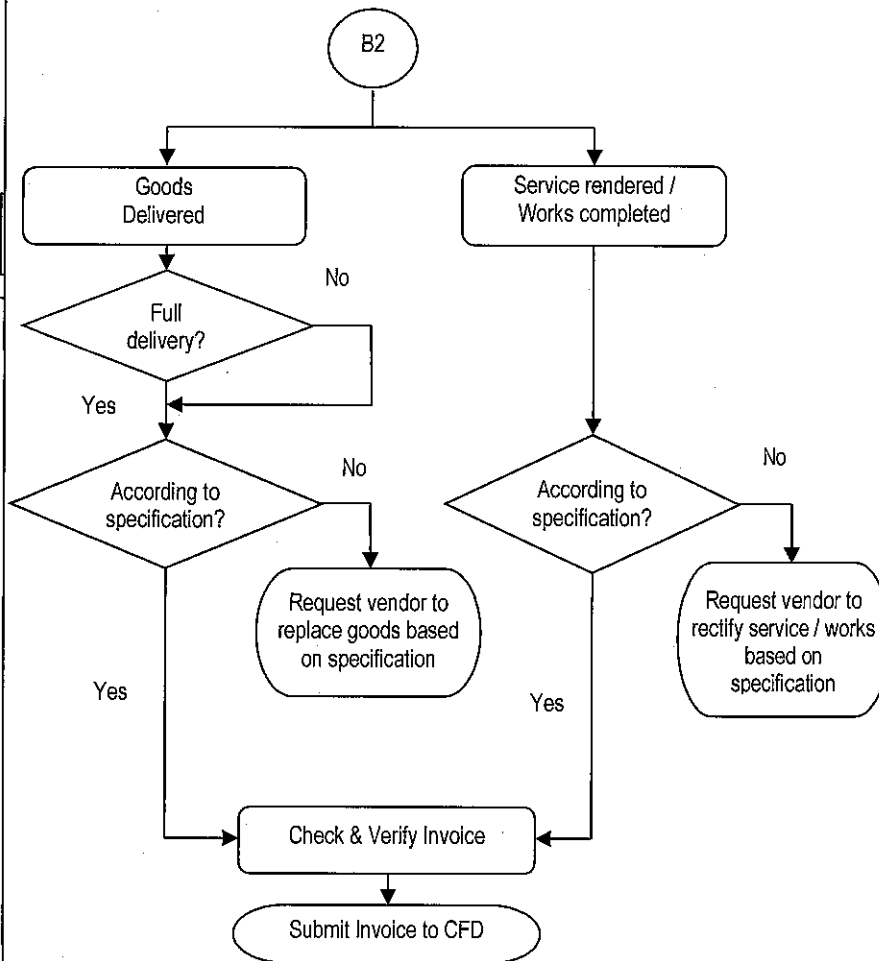 B2
Goods
Delivered
Service rendered /
Works completed
No
Full
delivery?
Yes
No
According to
specification?
No
According to
specification?
Request vendor to
replace goods based
on specification
Request vendor to
rectify service / works
based on
specification
Yes
Yes
Check & Verify Invoice
Submit Invoice to CFD